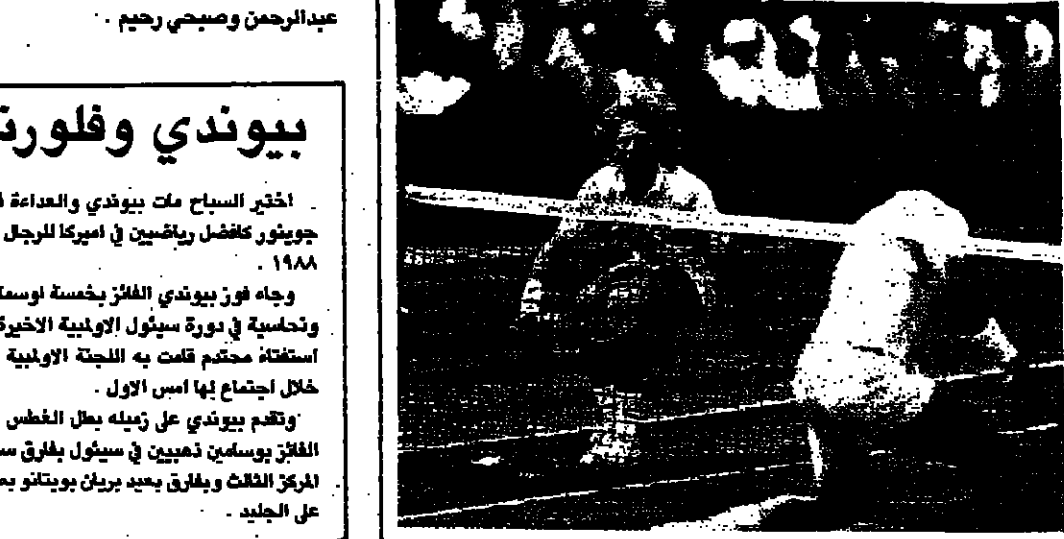 عبدالرحمن وصبحي رحيم .
بيوندي وفلورنـ
اختير السباح مات بيوندي والعداءة
جوينور كافضل رياضيين في اميركا للرجال
١٩٨٨ .
وجاء فوز بيوندي الفائز بخمسة اوسمة
ونحاسية في دورة سيئول الاولمبية الاخيرة
استفتاء محتدم قامت به اللجنة الاولمبية
خلال اجتماع لها امس الاول .
وتقدم بيوندي على زميله بطل الغطس
الفائز بوسامين ذهبيين في سيئول بفارق
المركز الثالث وبفارق بعيد بريان بويتانو
على الجليد .